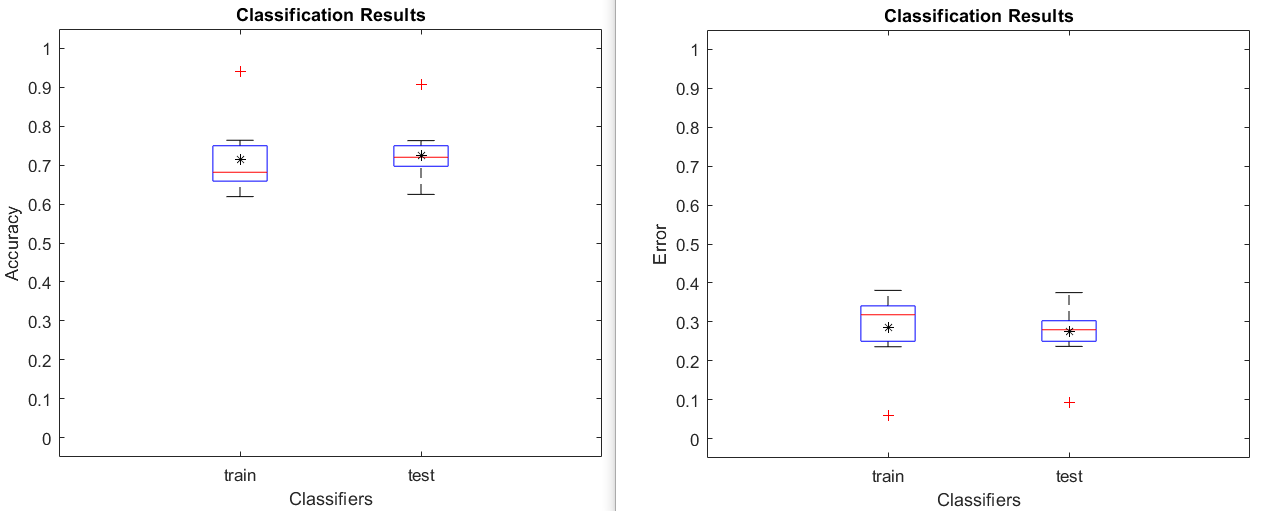 Classification Results
1
0.9
0.8
0.7
0.6
0.5
0.4
0.3
0.2
0.1
0
Accuracy
train test
Classifiers
Classification Results
1
0.9
0.8
0.7
0.6
0.5
0.4
0.3
0.2
0.1
0
Error
train test
Classifiers